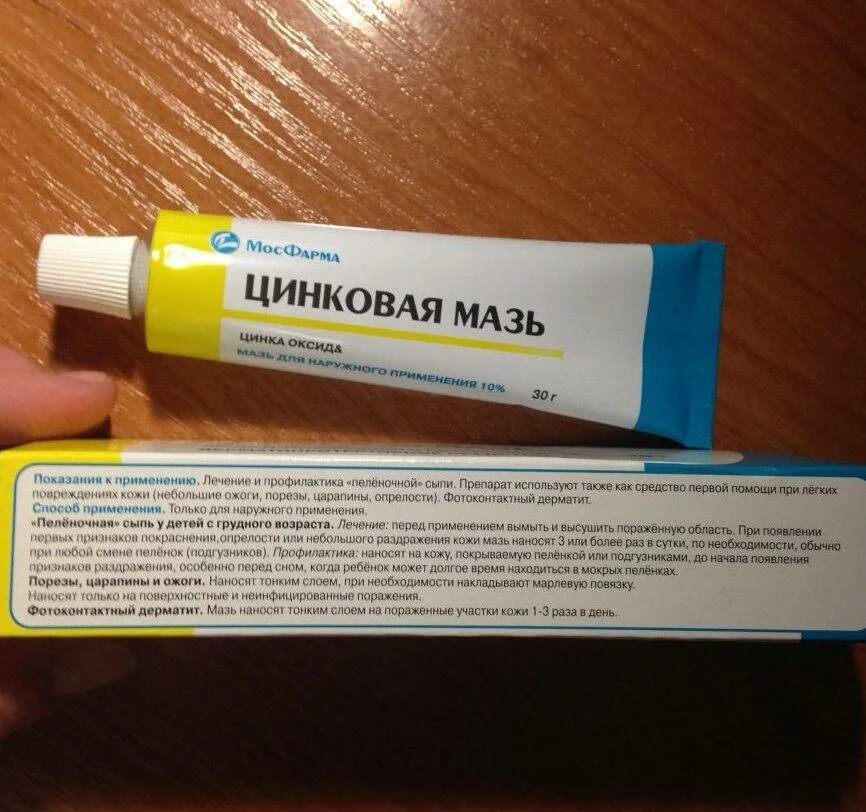 МосФарма
ЦИНКОВАЯ МАЗЬ
ЦИНКА ОКСИД&
МАЗЬ ДЛЯ НАРУЖНОГО ПРИМЕНЕНИЯ 10%
30 г
Показания к применению. Лечение и профилактика «пелёночной» сыпи. Препарат используют также как средство первой помощи при лёгких
повреждениях кожи (небольшие ожоги, порезы, царапины, опрелости). Фотоконтактный дерматит.
Способ применения. Только для наружного применения.
«Пелёночная» сыпь у детей с грудного возраста. Лечение: перед применением вымыть и высушить поражённую область. При появлении
первых признаков покраснения,опрелости или небольшого раздражения кожи мазь наносят 3 или более раз в сутки, по необходимости, обычно
при любой смене пелёнок (подгузников). Профилактика: наносят на кожу, покрываемую пелёнкой или подгузниками, до начала появления
признаков раздражения, особенно перед сном, когда ребёнок может долгое время находиться в мокрых пеленках.
Порезы, царапины и ожоги. Наносят тонким слоем, при необходимости накладывают марлевую повязку.
Наносят только на поверхностные и неинфицированные поражения.
Фотоконтактный дерматит. Мазь наносят тонким слоем на пораженные участки кожи 1-3 раза в день.